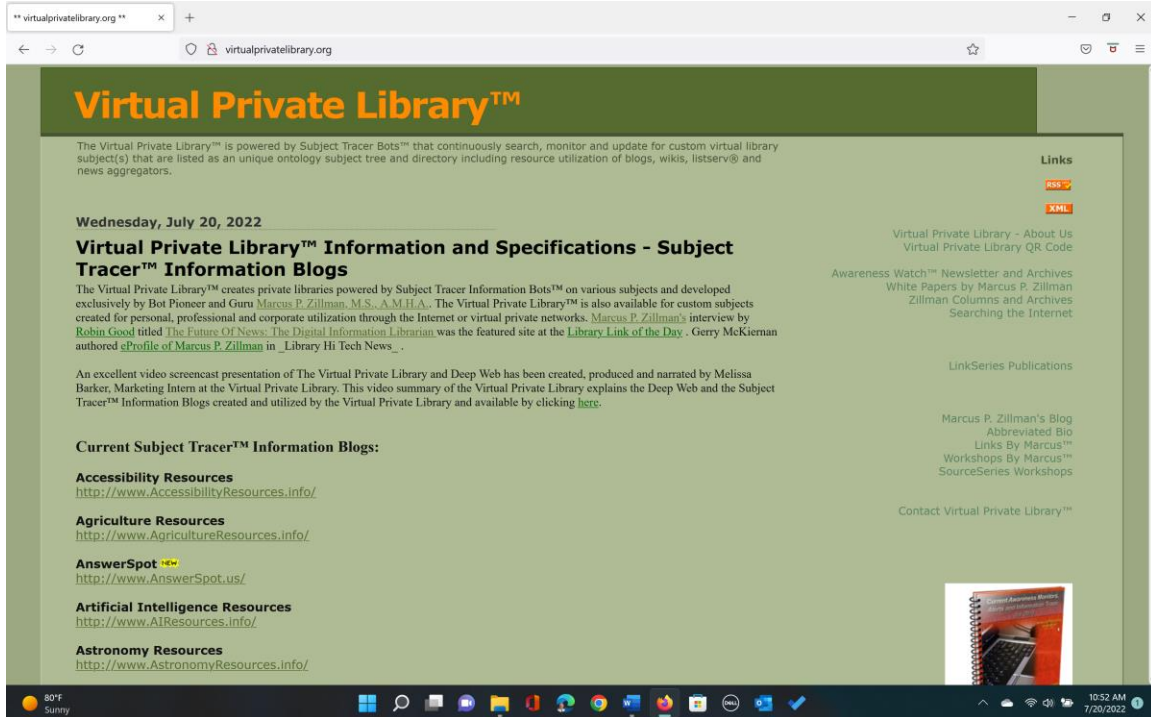 ** virtualprivatelibrary.org **
virtualprivatelibrary.org
Virtual Private Library™
The Virtual Private Library™ is powered by Subject Tracer Bots™ that continuously search, monitor and update for custom virtual library
subject(s) that are listed as an unique ontology subject tree and directory including resource utilization of blogs, wikis, listserv® and
news aggregators.
Wednesday, July 20, 2022
Virtual Private Library™ Information and Specifications - Subject
Tracer™ Information Blogs
The Virtual Private Library™ creates private libraries powered by Subject Tracer Information Bots™ on various subjects and developed
exclusively by Bot Pioneer and Guru Marcus P. Zillman, M.S., A.M.H.A.. The Virtual Private Library™ is also available for custom subjects
created for personal, professional and corporate utilization through the Internet or virtual private networks. Marcus P. Zillman's interview by
Robin Good titled The Future Of News: The Digital Information Librarian was the featured site at the Library Link of the Day . Gerry McKiernan
authored eProfile of Marcus P. Zillman in _Library Hi Tech News_ .
An excellent video screencast presentation of The Virtual Private Library and Deep Web has been created, produced and narrated by Melissa
Barker, Marketing Intern at the Virtual Private Library. This video summary of the Virtual Private Library explains the Deep Web and the Subject
Tracer™ Information Blogs created and utilized by the Virtual Private Library and available by clicking here.
Current Subject Tracer™ Information Blogs:
Accessibility Resources
http://www.AccessibilityResources.info/
Agriculture Resources
http://www.AgricultureResources.info/
AnswerSpot NEW
http://www.AnswerSpot.us/
Artificial Intelligence Resources
http://www.AIResources.info/
Astronomy Resources
http://www.AstronomyResources.info/
Links
RSS
XML
Virtual Private Library - About Us
Virtual Private Library QR Code
Awareness Watch™ Newsletter and Archives
White Papers by Marcus P. Zillman
Zillman Columns and Archives
Searching the Internet
LinkSeries Publications
Marcus P. Zillman's Blog
Abbreviated Bio
Links By Marcus™
Workshops By Marcus™
SourceSeries Workshops
Contact Virtual Private Library™
Current Awareness Monitors,
80°F
Sunny
DELL
10:52 AM
7/20/2022
1